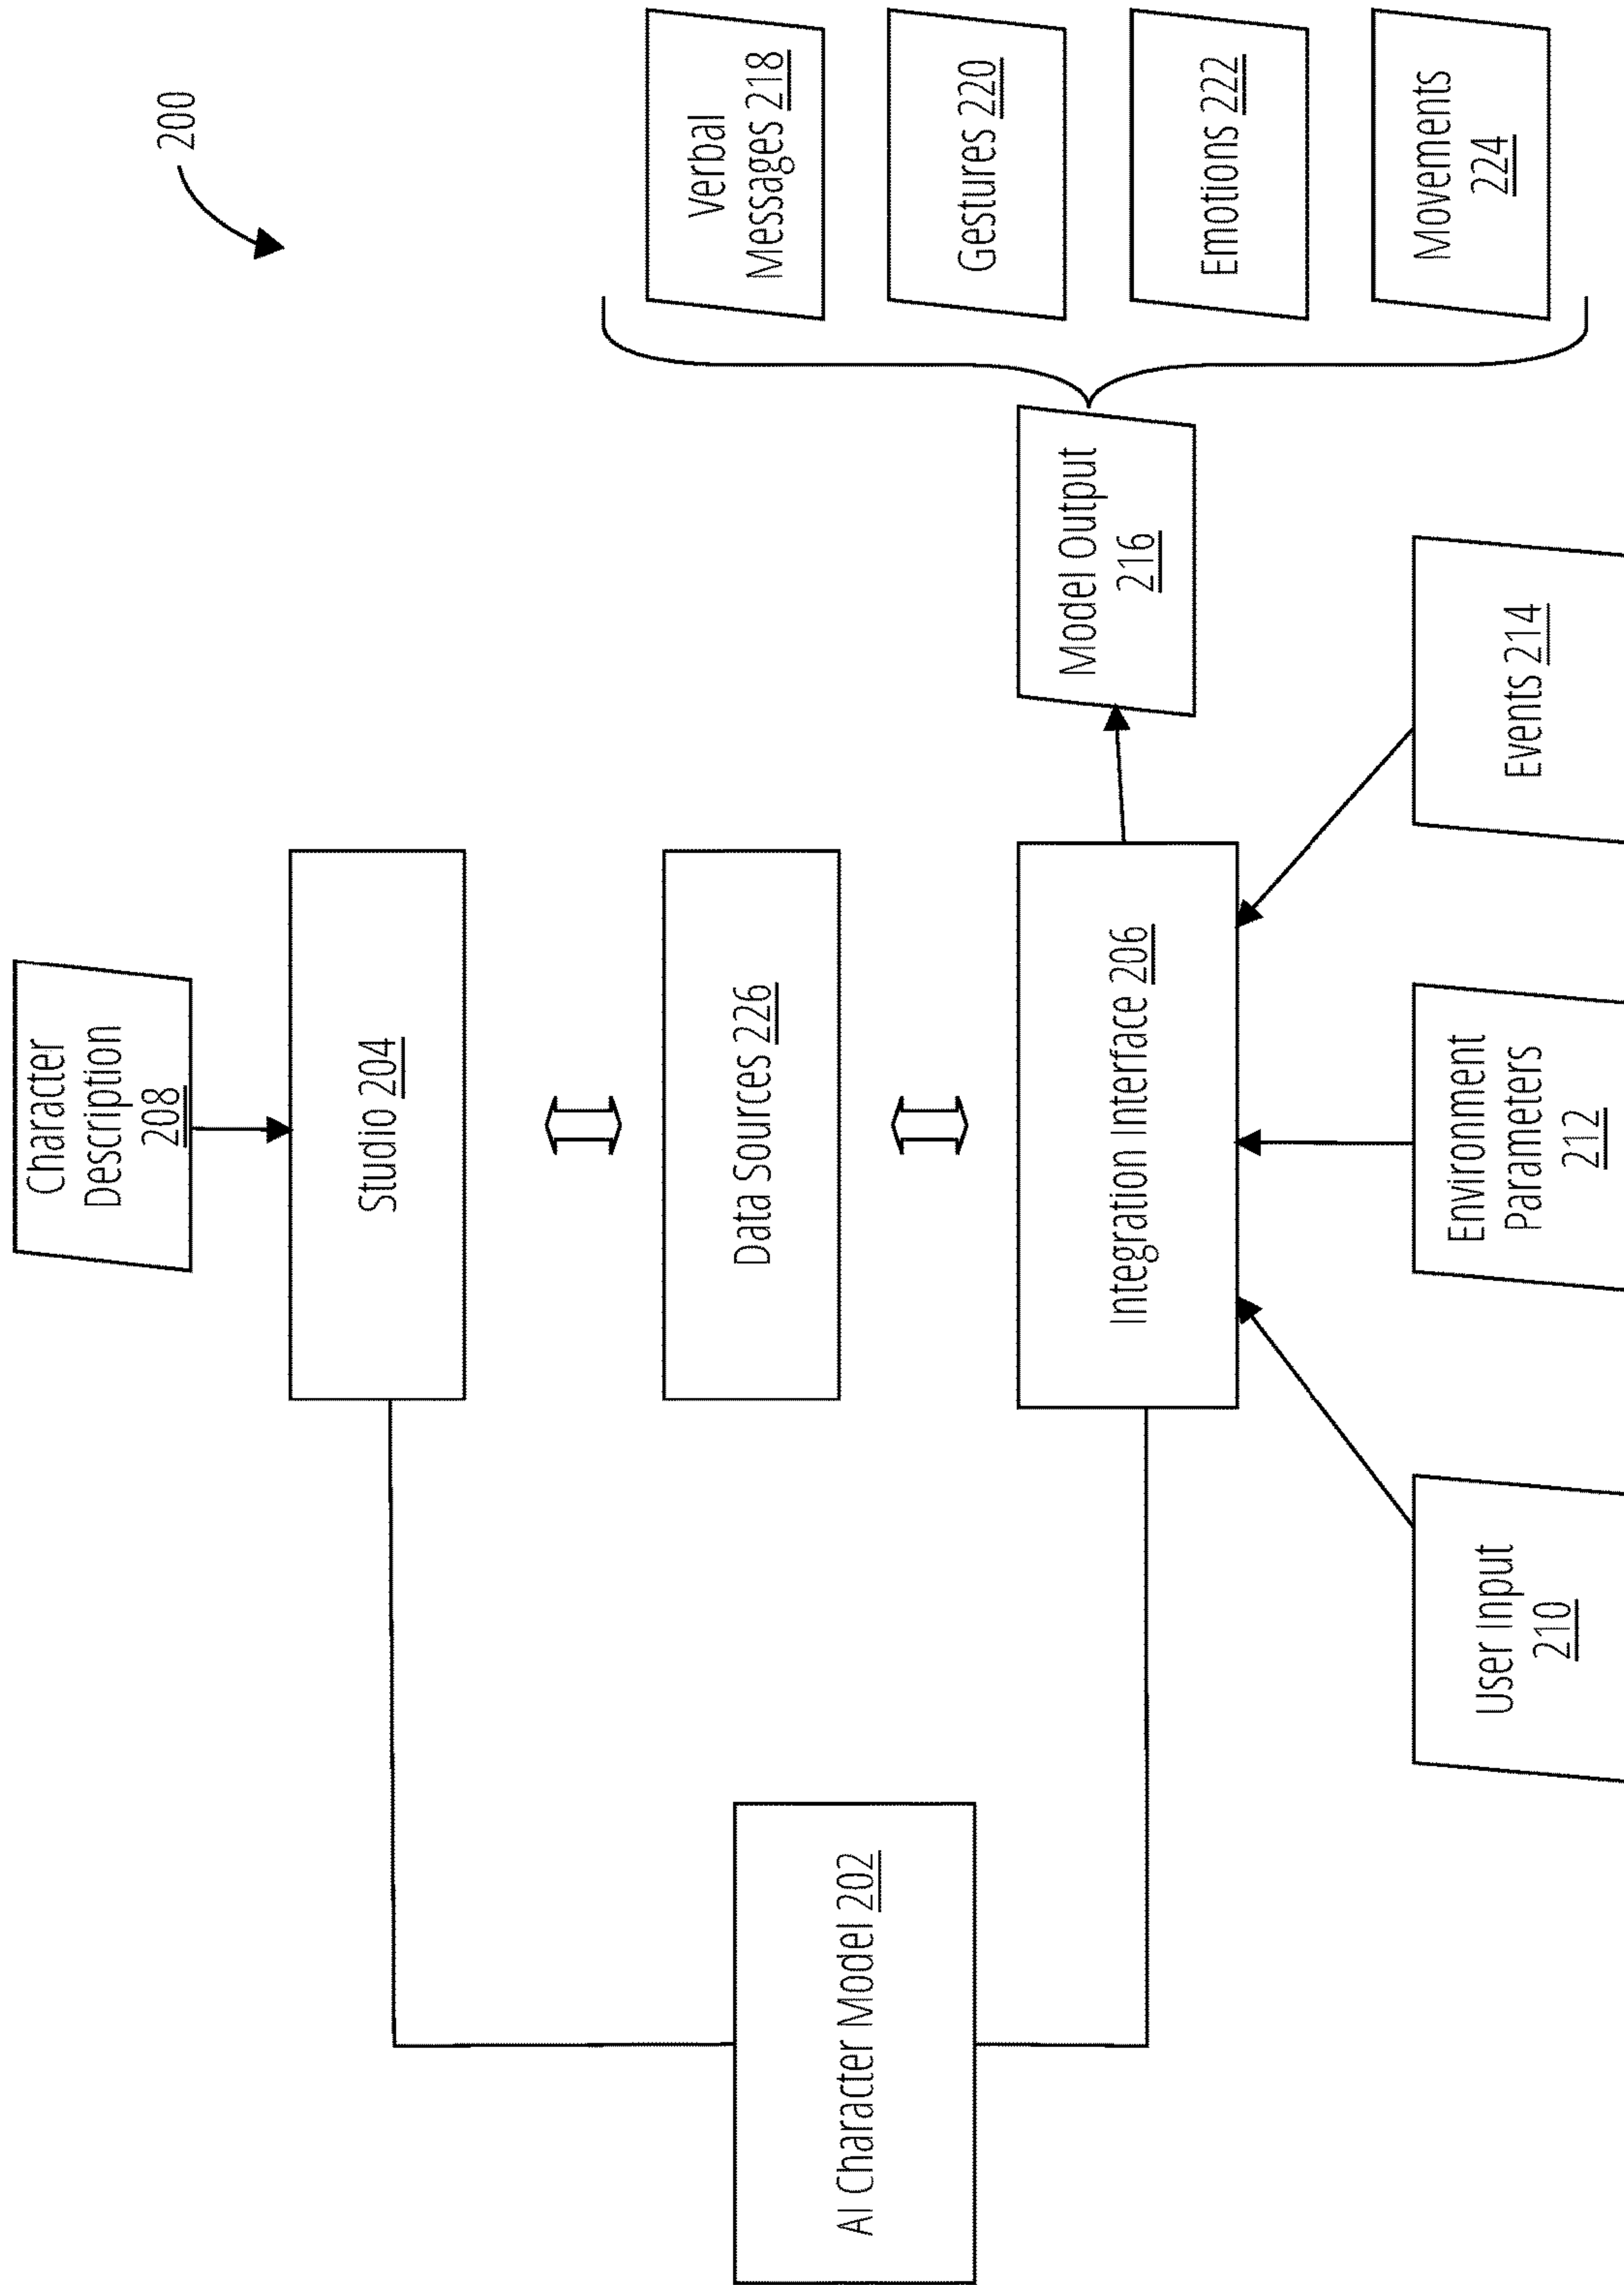 200
Character
Description
208
Studio 204
Data Sources 226
AI Character Model 202
Integration Interface 206
User Input
210
Environment
Parameters
212
Events 214
Model Output
216
Verbal
Messages 218
Gestures 220
Emotions 222
Movements
224